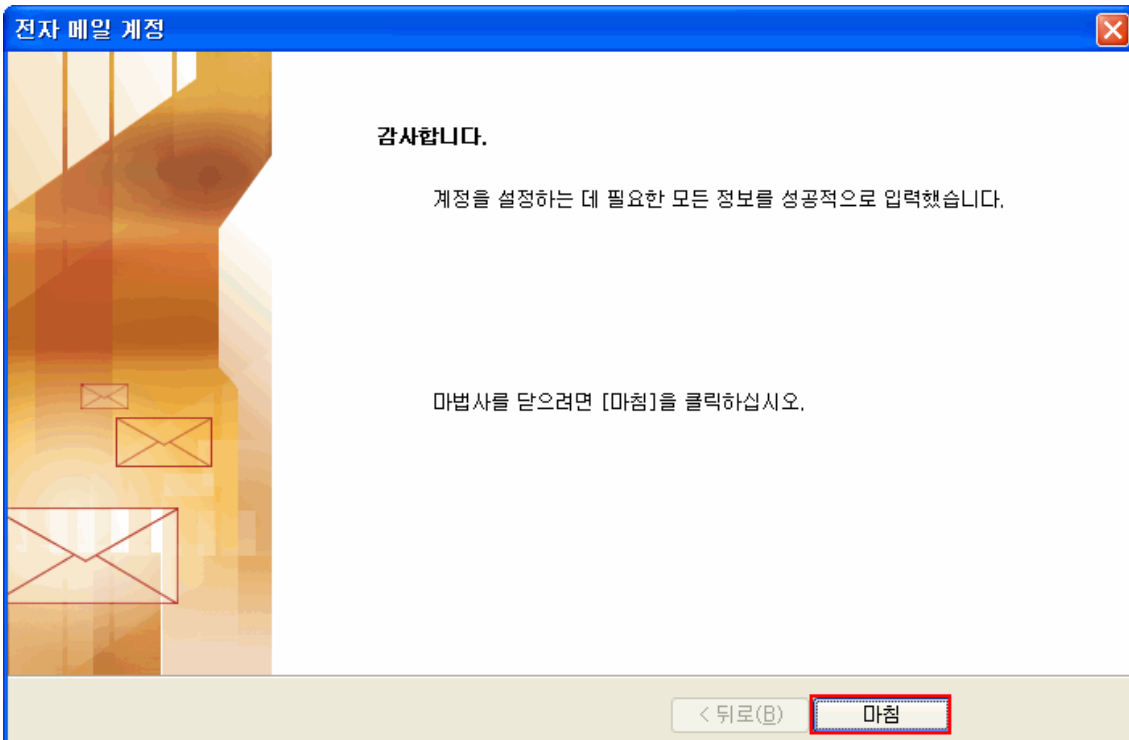 전자 메일 계정
감사합니다.
계정을 설정하는 데 필요한 모든 정보를 성공적으로 입력했습니다.
마법사를 닫으려면 [마침]을 클릭하십시오.
< 뒤로(B)
마침